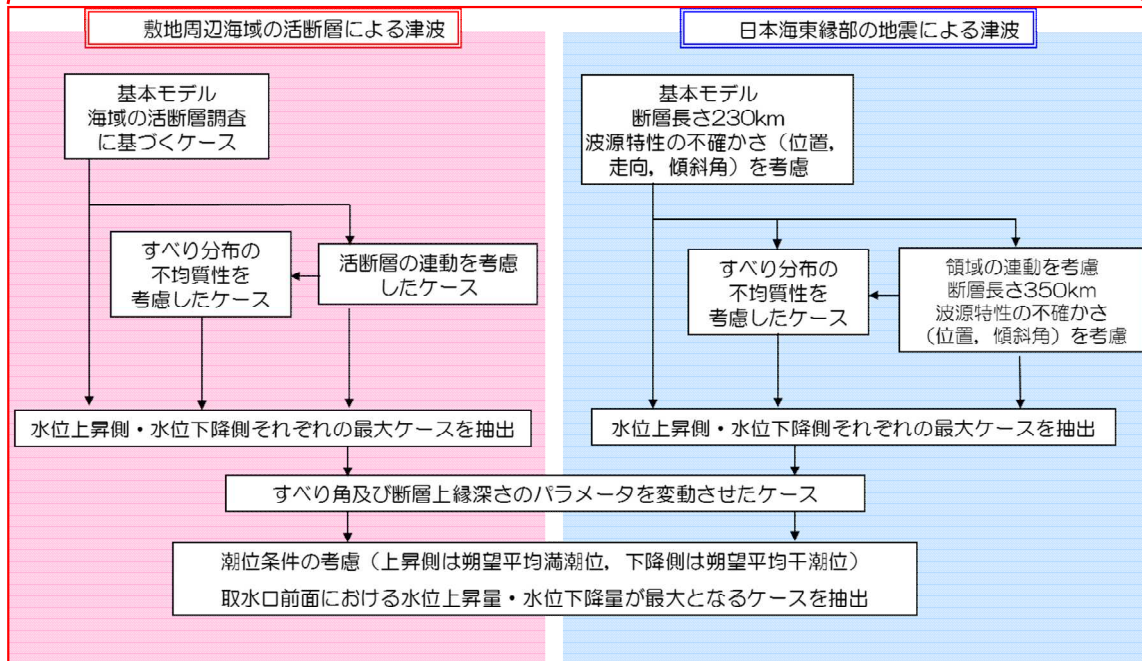 敷地周辺海域の活断層による津波
基本モデル
海域の活断層調査
に基づくケース
すべり分布の
不均質性を
考慮したケース
活断層の連動を考慮
したケース
水位上昇側・水位下降側それぞれの最大ケースを抽出
日本海東縁部の地震による津波
基本モデル
断層長さ230km
波源特性の不確かさ（位置，
走向，傾斜角）を考慮
すべり分布の
不均質性を
考慮したケース
領域の連動を考慮
断層長さ350km
波源特性の不確かさ
（位置，傾斜角）を考慮
水位上昇側・水位下降側それぞれの最大ケースを抽出
すべり角及び断層上縁深さのパラメータを変動させたケース
潮位条件の考慮（上昇側は朔望平均満潮位，下降側は朔望平均干潮位）
取水口前面における水位上昇量・水位下降量が最大となるケースを抽出